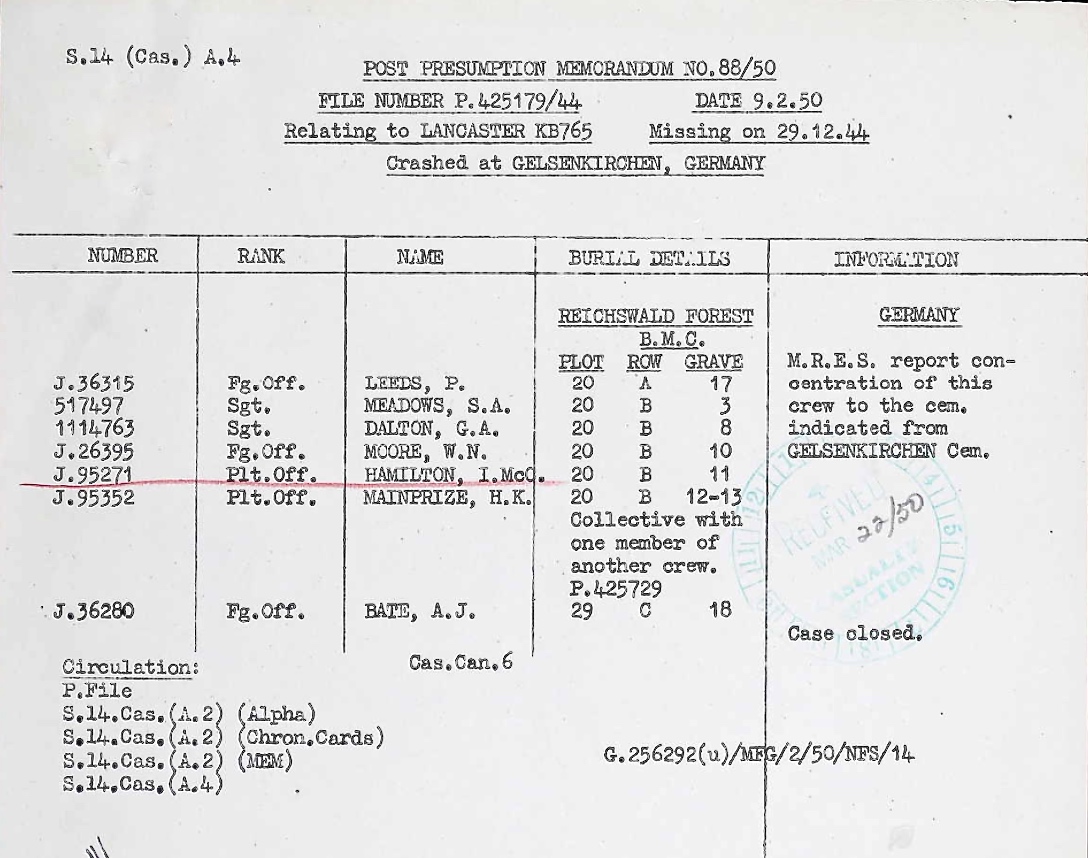 S.14 (Cas.) A.4
POST PRESUMPTION MEMORANDUM NO.88/50
FILE NUMBER P.425179/44 DATE 9.2.50
Relating to LANCASTER KB765 Missing on 29.12.44
Crashed at GELSENKIRCHEN, GERMANY
NUMBER RANK NAME BURIAL DETAILS INFORMATION
REICHSWALD FOREST GERMANY
B.M.C.
PLOT ROW GRAVE M.R.E.S. report con-
J.36315 Fg.Off. LEEDS, P. 20 A 17 centration of this
517497 Sgt. MEADOWS, S.A. 20 B 3 crew to the cem.
1114763 Sgt. DALTON, G.A. 20 B 8 indicated from
J.26395 Fg.Off. MOORE, W.N. 20 B 10 GELSENKIRCHEN Cem.
J.95271 Plt.Off. HAMILTON, I.McC. 20 B 11
J.95352 Plt.Off. MAINPRIZE, H.K. 20 B 12-13
Collective with
one member of
another crew.
P.425729
J.36280 Fg.Off. BATE, A.J. 29 C 18
Case closed.
MAR 22/50
SECTION
Circulation: Cas.Can.6
P.File
S.14.Cas.(A.2) (Alpha)
S.14.Cas.(A.2) (Chron.Cards)
S.14.Cas.(A.2) (MEM)
S.14.Cas.(A.4)
G.256292(u)/MFG/2/50/NFS/14